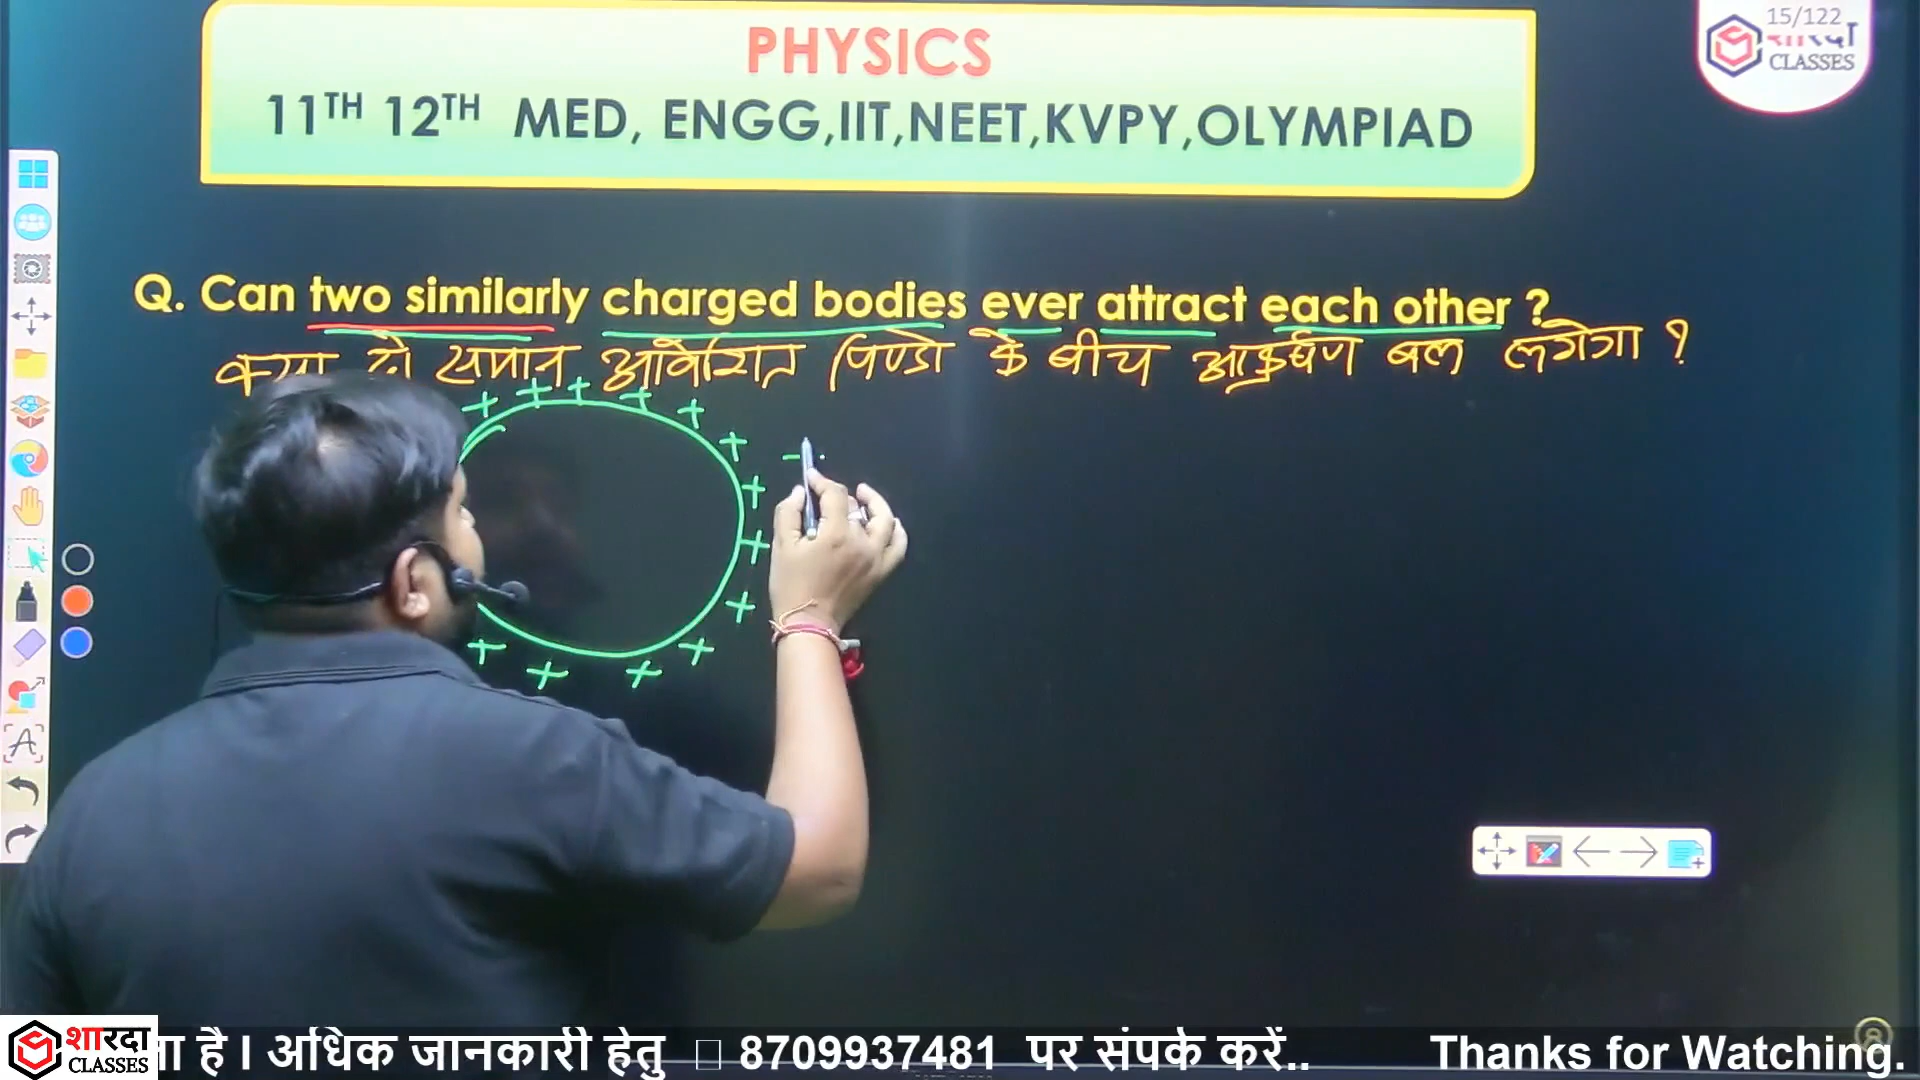 PHYSICS
11TH 12TH MED, ENGG,IIT,NEET,KVPY,OLYMPIAD
15/122
शारदा
CLASSES
Q. Can two similarly charged bodies ever attract each other ?
क्या दो समान आवेशित पिण्डो के बीच आकर्षण बल लगेगा ?
+ + + + + + + + + + + + + +
शारदा
CLASSES
ा है। अधिक जानकारी हेतु 8709937481 पर संपर्क करें.. Thanks for Watching.